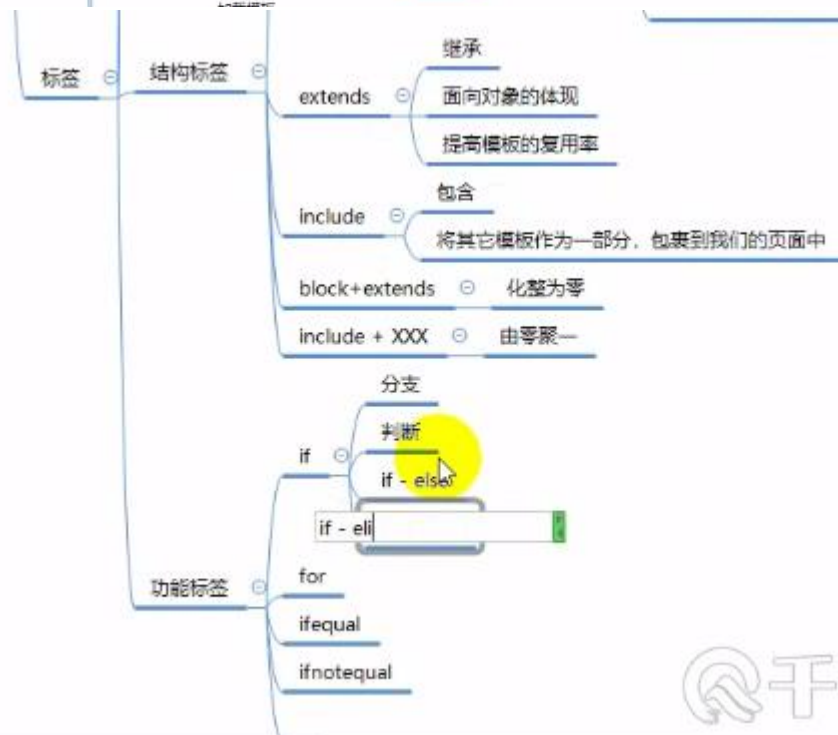 标签
结构标签
extends
继承
面向对象的体现
提高模板的复用率
include
包含
将其它模板作为一部分，包裹到我们的页面中
block+extends
化整为零
include + XXX
由零聚一
功能标签
if
分支
判断
if - else
if - eli
for
ifequal
ifnotequal
千